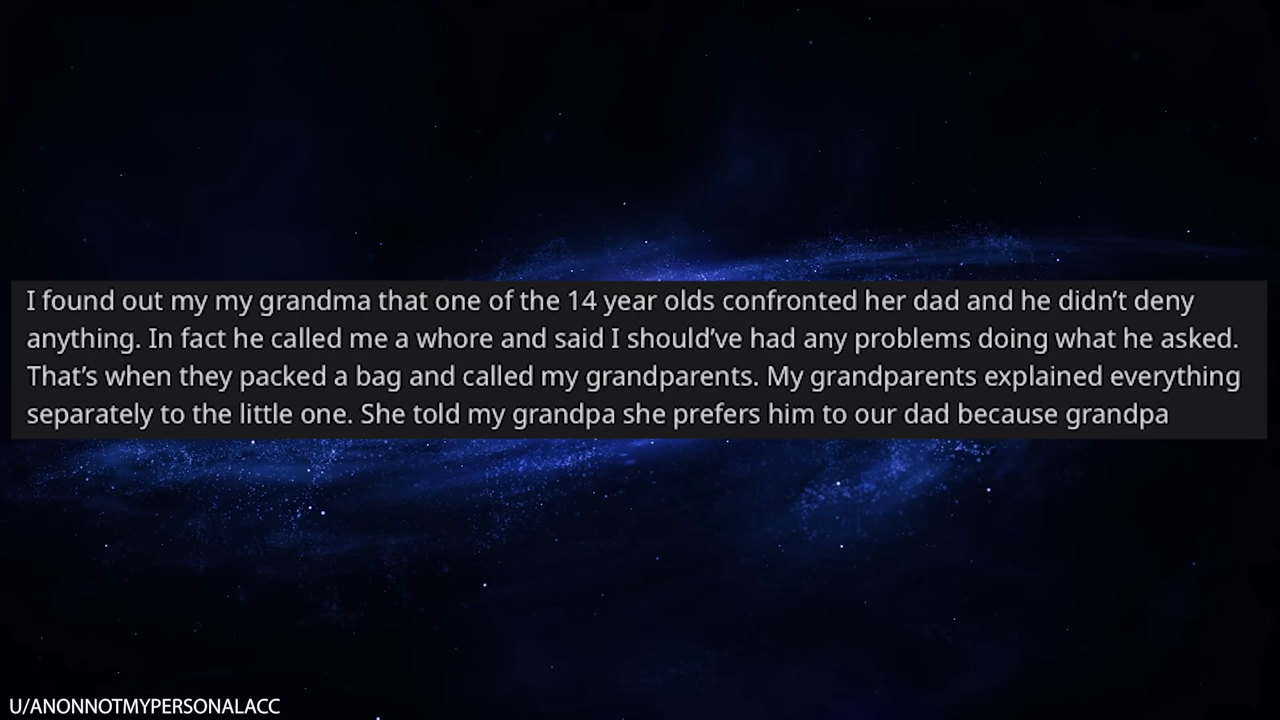 I found out my my grandma that one of the 14 year olds confronted her dad and he didn’t deny
anything. In fact he called me a whore and said I should’ve had any problems doing what he asked.
That’s when they packed a bag and called my grandparents. My grandparents explained everything
separately to the little one. She told my grandpa she prefers him to our dad because grandpa
U/ANONNOTMYPERSONALACC